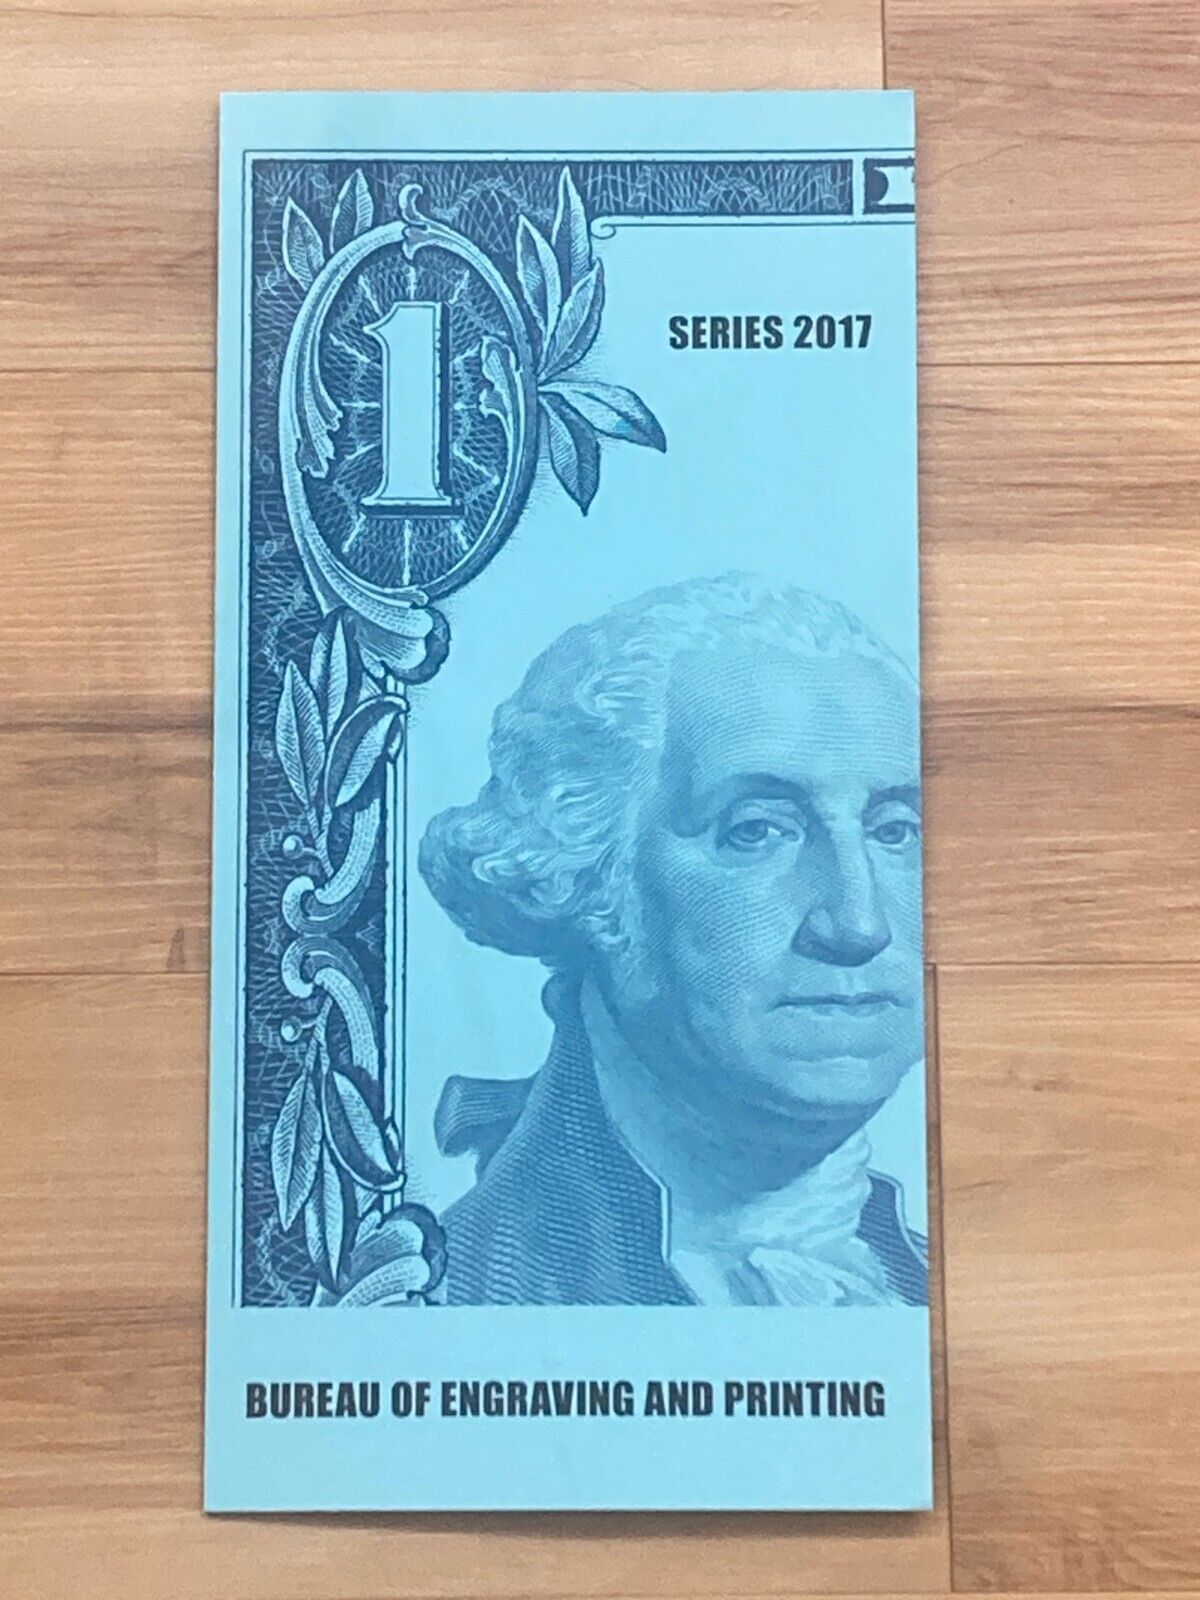 1
SERIES 2017
BUREAU OF ENGRAVING AND PRINTING